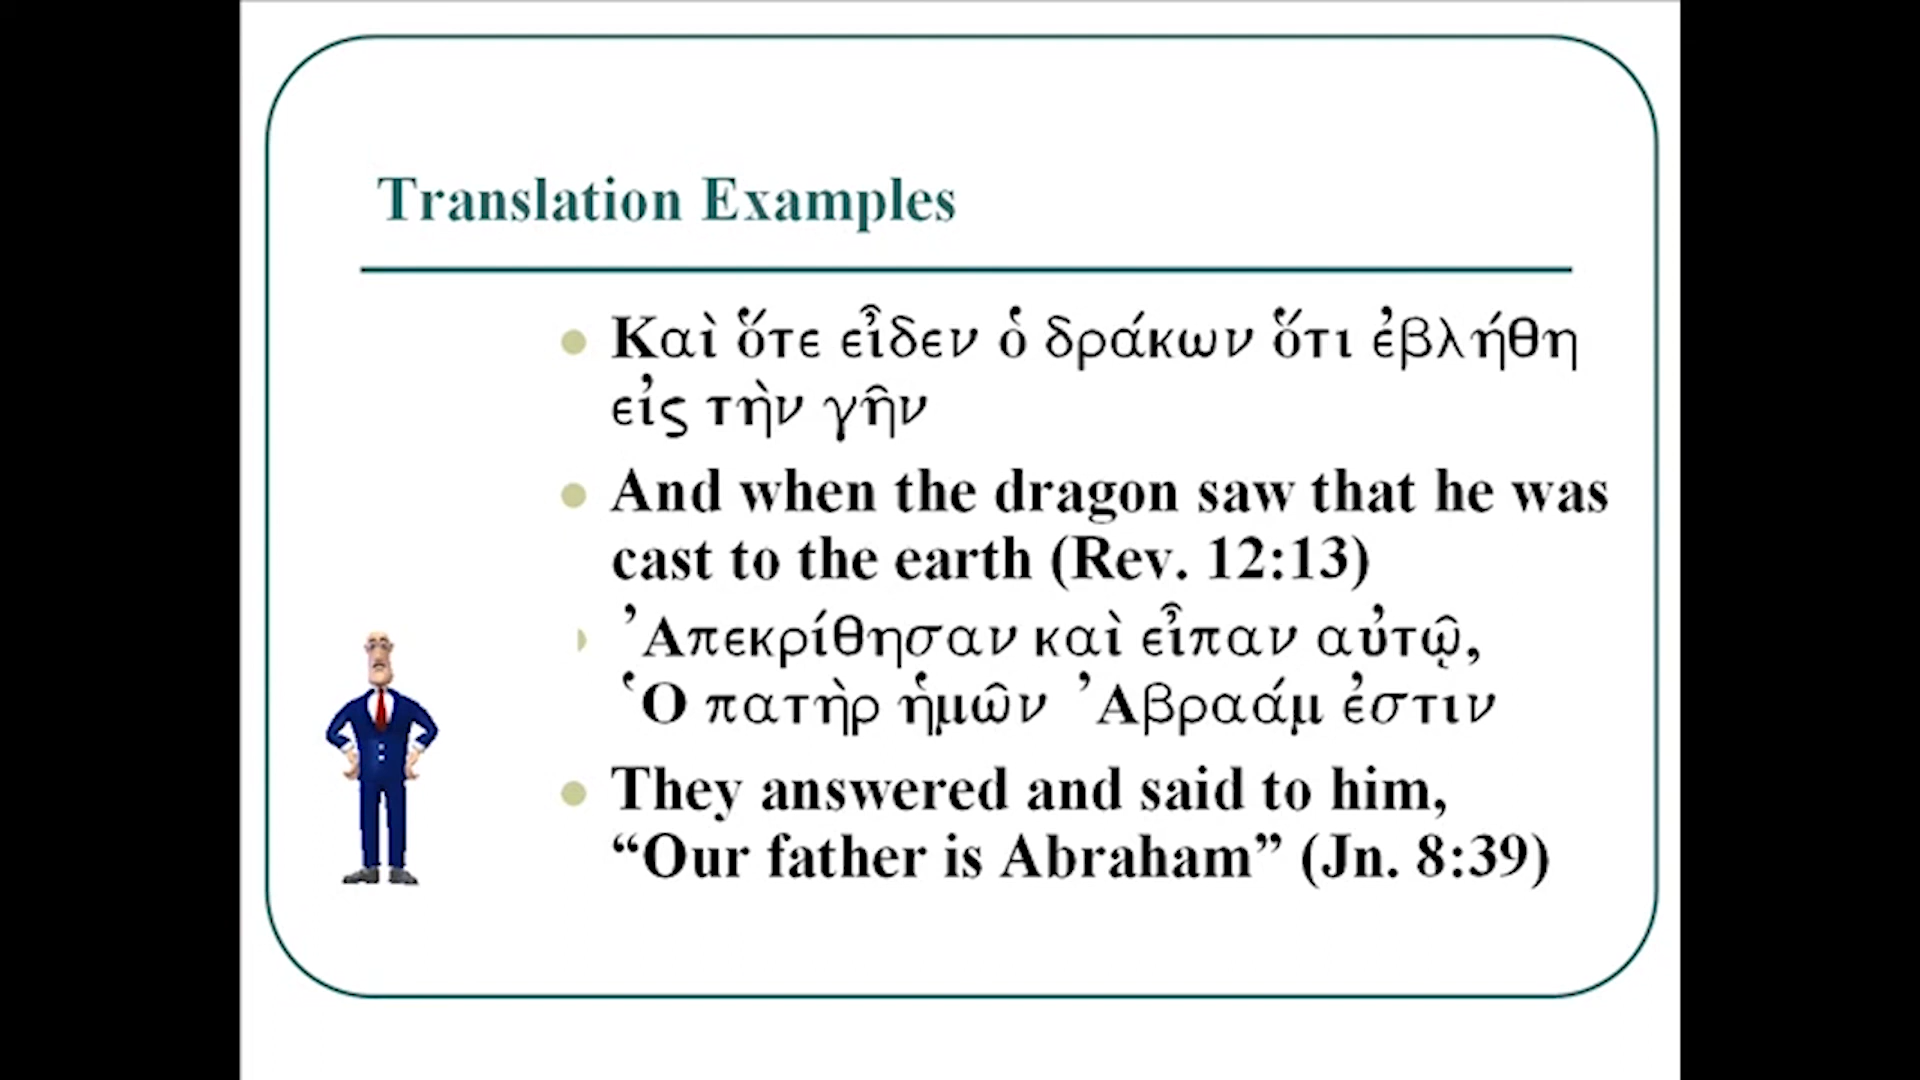 Translation Examples
Καὶ ὅτε εἶδεν ὁ δράκων ὅτι ἐβλήθη
εἰς τὴν γῆν
And when the dragon saw that he was
cast to the earth (Rev. 12:13)
Ἀπεκρίθησαν καὶ εἶπαν αὐτῷ,
Ὁ πατὴρ ἡμῶν Ἀβραάμ ἐστιν
They answered and said to him,
“Our father is Abraham” (Jn. 8:39)